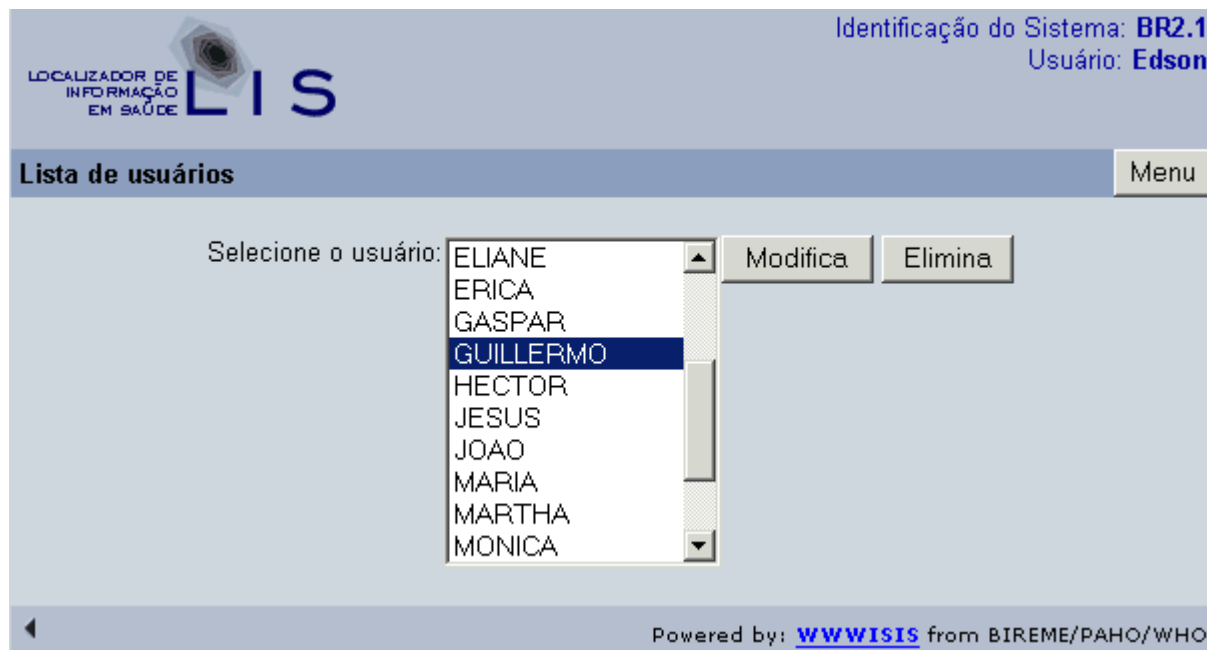 Identificação do Sistema: BR2.1
Usuário: Edson
LOCALIZADOR DE
INFORMAÇÃO
EM SAÚDE
LIS
Lista de usuários
Menu
Selecione o usuário:
ELIANE
ERICA
GASPAR
GUILLERMO
HECTOR
JESUS
JOAO
MARIA
MARTHA
MONICA
Modifica
Elimina
Powered by: WWWISIS from BIREME/PAHO/WHO